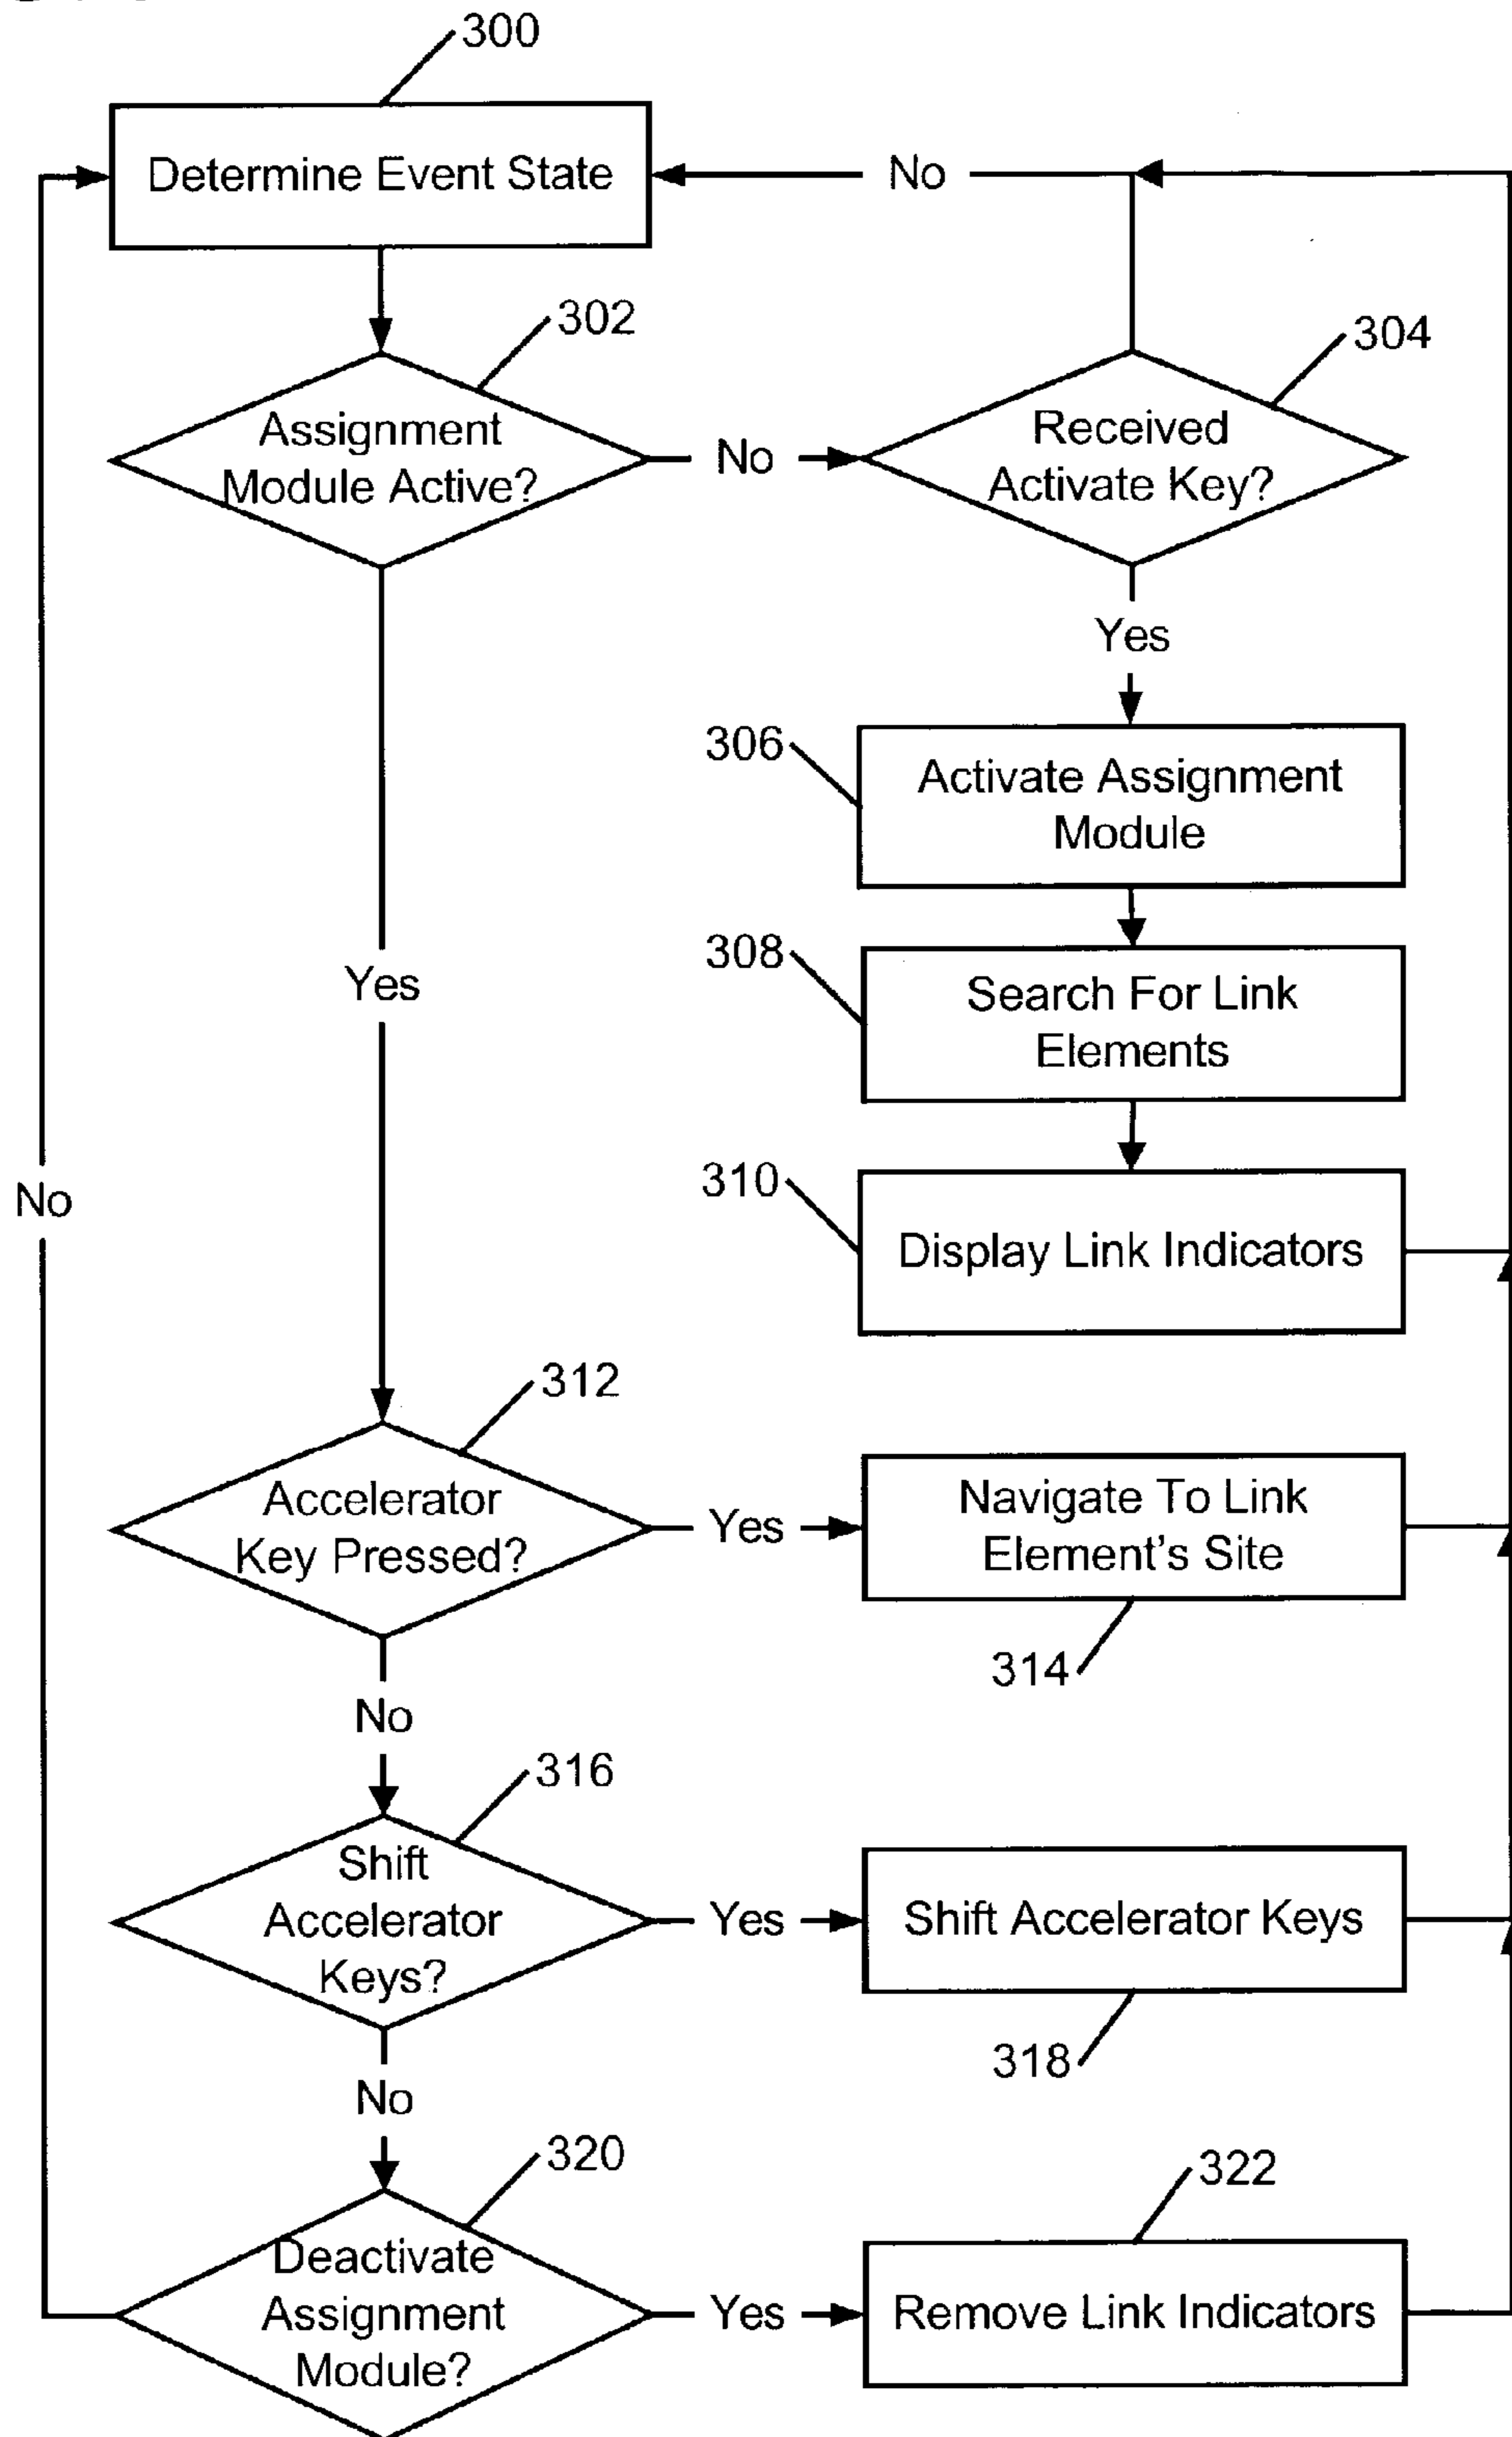 300
Determine Event State
No
302
304
Assignment
Module Active?
No
Received
Activate Key?
Yes
306
Activate Assignment
Module
308
Search For Link
Elements
Yes
310
Display Link Indicators
No
312
Accelerator
Key Pressed?
Yes
Navigate To Link
Element's Site
314
No
316
Shift
Accelerator
Keys?
Yes
Shift Accelerator Keys
318
No
320
322
Deactivate
Assignment
Module?
Yes
Remove Link Indicators